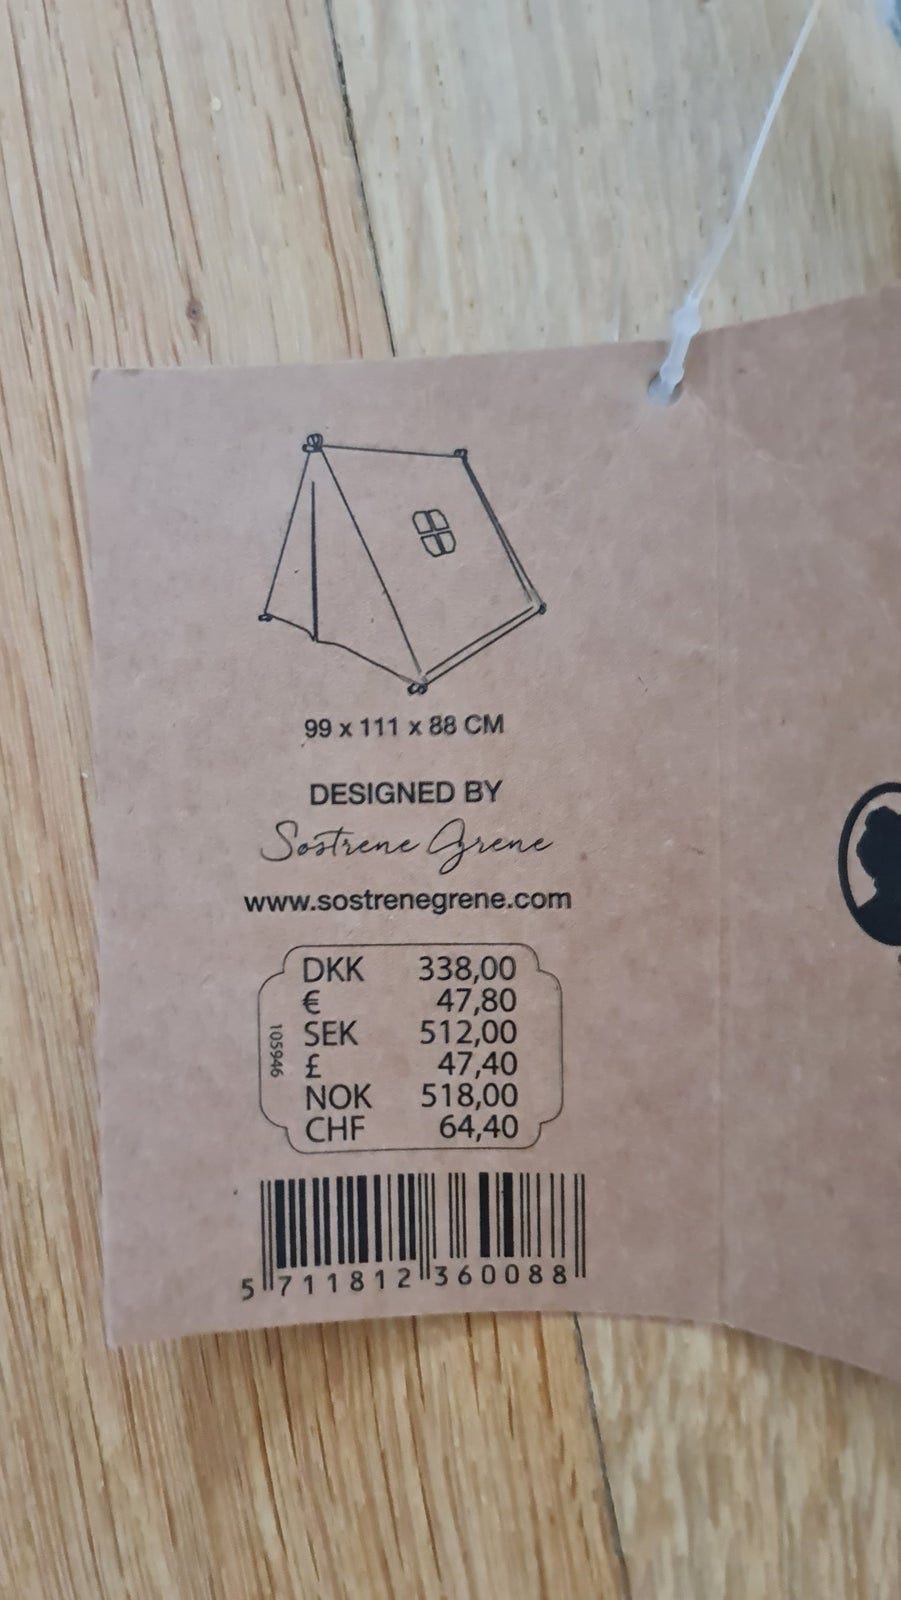 99 x 111 x 88 CM
DESIGNED BY
Søstrene Grene
www.sostrenegrene.com
DKK 338,00
€ 47,80
SEK 512,00
£ 47,40
NOK 518,00
CHF 64,40
105946
5 711812 360088